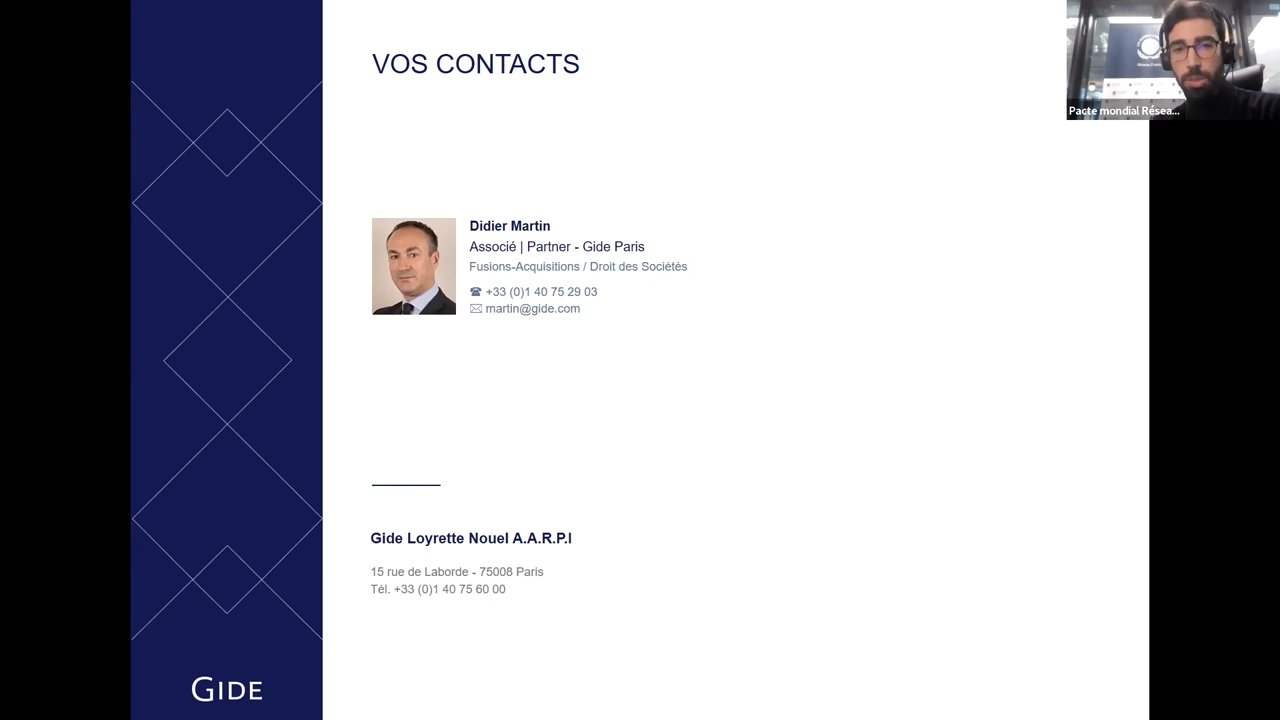 VOS CONTACTS
Didier Martin
Associé | Partner - Gide Paris
Fusions-Acquisitions / Droit des Sociétés
☎ +33 (0)1 40 75 29 03
✉ martin@gide.com
Gide Loyrette Nouel A.A.R.P.I
15 rue de Laborde - 75008 Paris
Tél. +33 (0)1 40 75 60 00
GIDE
Pacte mondial Résea...